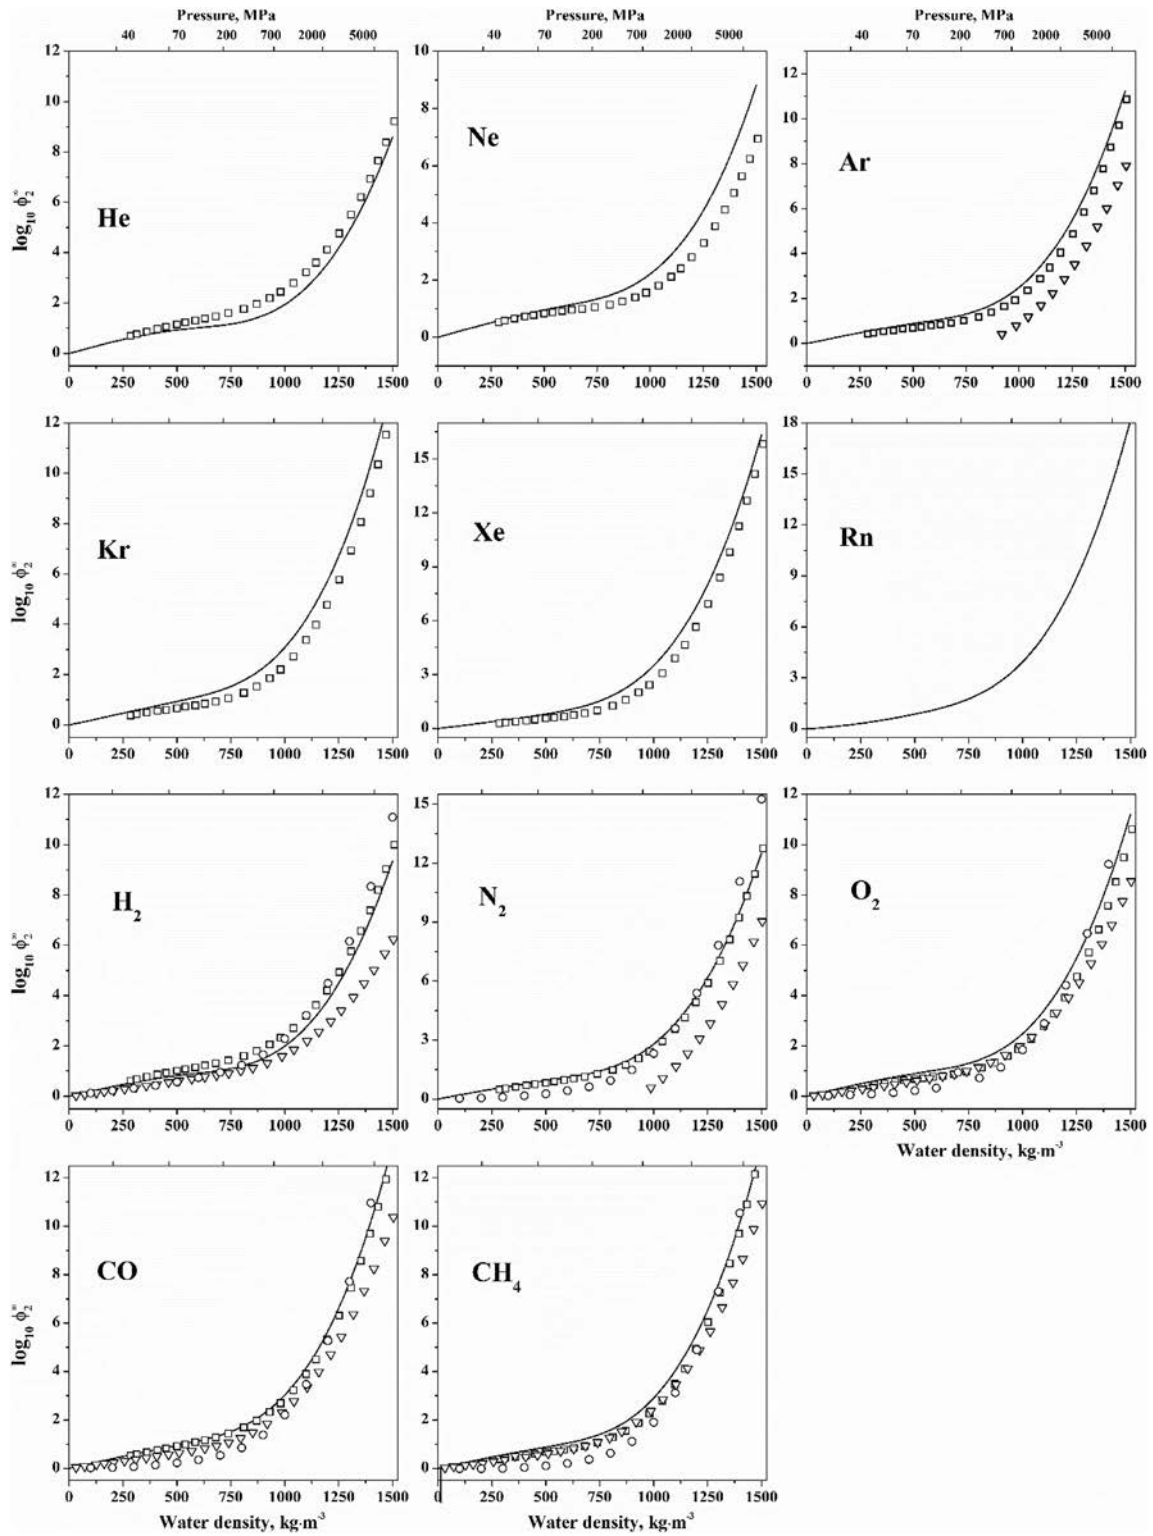 Pressure, MPa Pressure, MPa Pressure, MPa
40 70 200 700 2000 5000 40 70 200 700 2000 5000 40 70 200 700 2000 5000
12
10
8
6
4
2
0
log₁₀ ϕ₂^∞
He
0 250 500 750 1000 1250 1500
10
8
6
4
2
0
Ne
0 250 500 750 1000 1250 1500
12
10
8
6
4
2
0
Ar
0 250 500 750 1000 1250 1500
12
10
8
6
4
2
0
log₁₀ ϕ₂^∞
Kr
0 250 500 750 1000 1250 1500
15
12
9
6
3
0
Xe
0 250 500 750 1000 1250 1500
18
15
12
9
6
3
0
Rn
0 250 500 750 1000 1250 1500
12
10
8
6
4
2
0
log₁₀ ϕ₂^∞
H₂
0 250 500 750 1000 1250 1500
15
12
9
6
3
0
N₂
0 250 500 750 1000 1250 1500
12
10
8
6
4
2
0
O₂
0 250 500 750 1000 1250 1500
Water density, kg·m⁻³
12
10
8
6
4
2
0
log₁₀ ϕ₂^∞
CO
0 250 500 750 1000 1250 1500
Water density, kg·m⁻³
12
10
8
6
4
2
0
CH₄
0 250 500 750 1000 1250 1500
Water density, kg·m⁻³